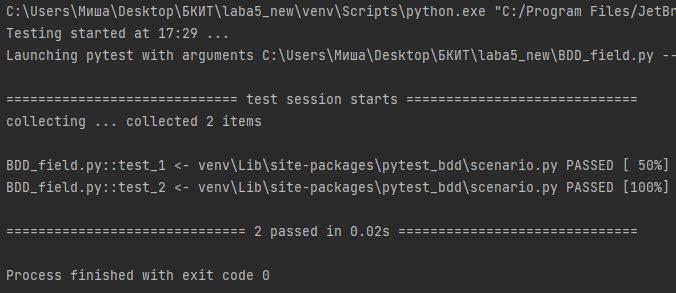 C:\Users\Миша\Desktop\БКИТ\laba5_new\venv\Scripts\python.exe "C:/Program Files/JetBr
Testing started at 17:29 ...
Launching pytest with arguments C:\Users\Миша\Desktop\БКИТ\laba5_new\BDD_field.py --
============================= test session starts =============================
collecting ... collected 2 items
BDD_field.py::test_1 <- venv\Lib\site-packages\pytest_bdd\scenario.py PASSED [ 50%]
BDD_field.py::test_2 <- venv\Lib\site-packages\pytest_bdd\scenario.py PASSED [100%]
============================== 2 passed in 0.02s ==============================
Process finished with exit code 0